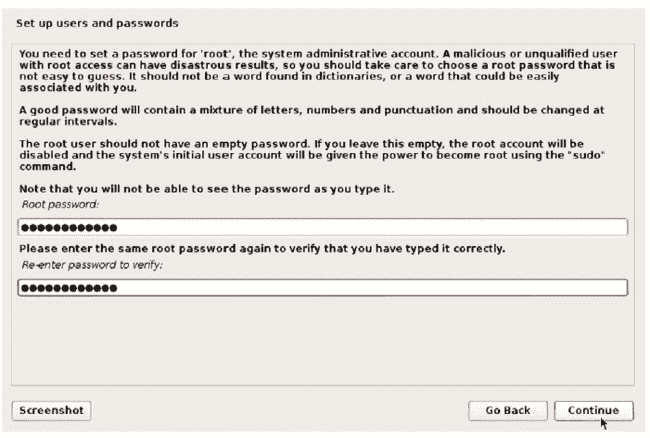 Set up users and passwords
You need to set a password for 'root', the system administrative account. A malicious or unqualified user
with root access can have disastrous results, so you should take care to choose a root password that is
not easy to guess. It should not be a word found in dictionaries, or a word that could be easily
associated with you.
A good password will contain a mixture of letters, numbers and punctuation and should be changed at
regular intervals.
The root user should not have an empty password. If you leave this empty, the root account will be
disabled and the system's initial user account will be given the power to become root using the "sudo"
command.
Note that you will not be able to see the password as you type it.
Root password:
●●●●●●●●●●●●
Please enter the same root password again to verify that you have typed it correctly.
Re-enter password to verify:
●●●●●●●●●●●●
Screenshot
Go Back
Continue